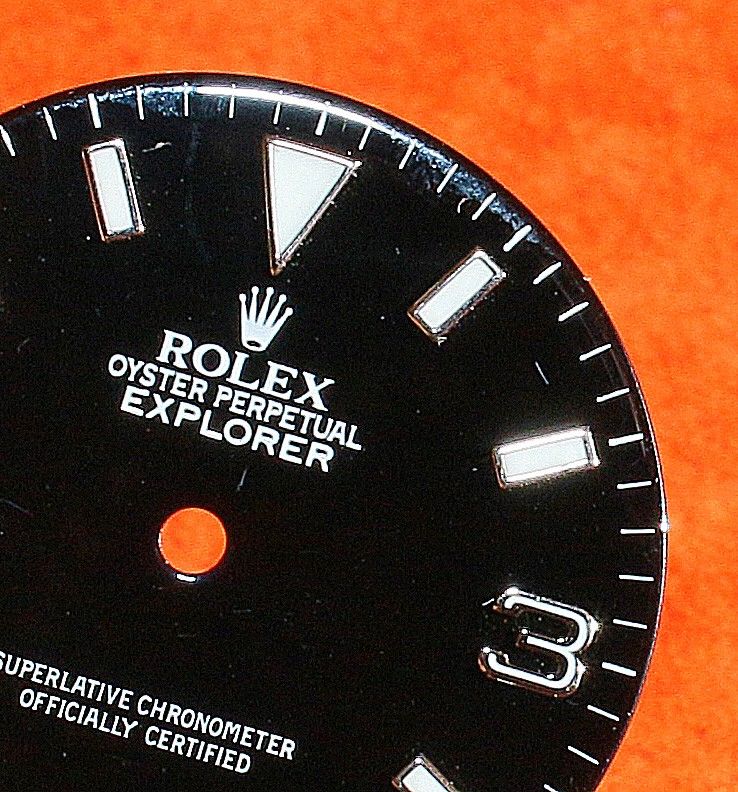 ROLEX
OYSTER PERPETUAL
EXPLORER
3
SUPERLATIVE CHRONOMETER
OFFICIALLY CERTIFIED